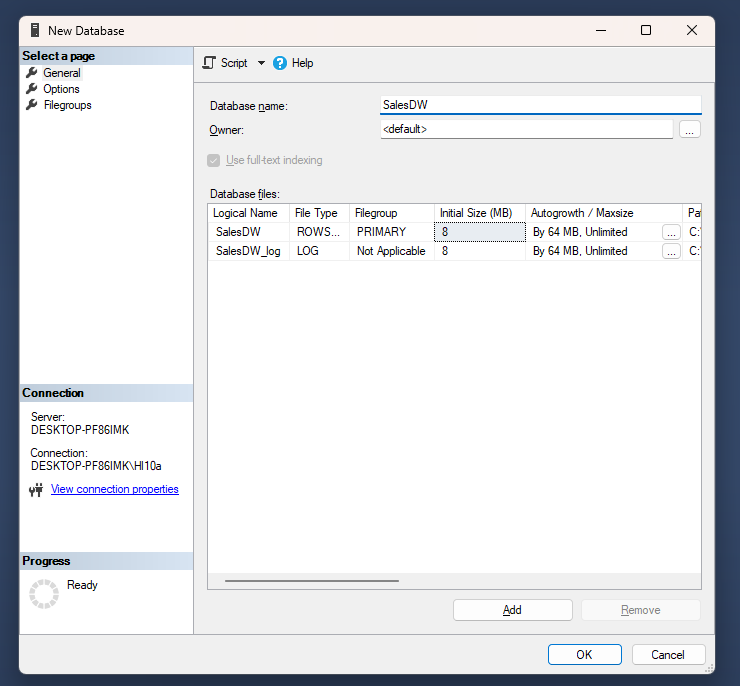 New Database
Select a page
General
Options
Filegroups
Script Help
Database name: SalesDW
Owner: <default> ...
Use full-text indexing
Database files:
Logical Name File Type Filegroup Initial Size (MB) Autogrowth / Maxsize
SalesDW ROWS... PRIMARY 8 By 64 MB, Unlimited ... C:\
SalesDW_log LOG Not Applicable 8 By 64 MB, Unlimited ... C:\
Connection
Server:
DESKTOP-PF86IMK
Connection:
DESKTOP-PF86IMK\HI10a
View connection properties
Progress
Ready
Add Remove
OK Cancel